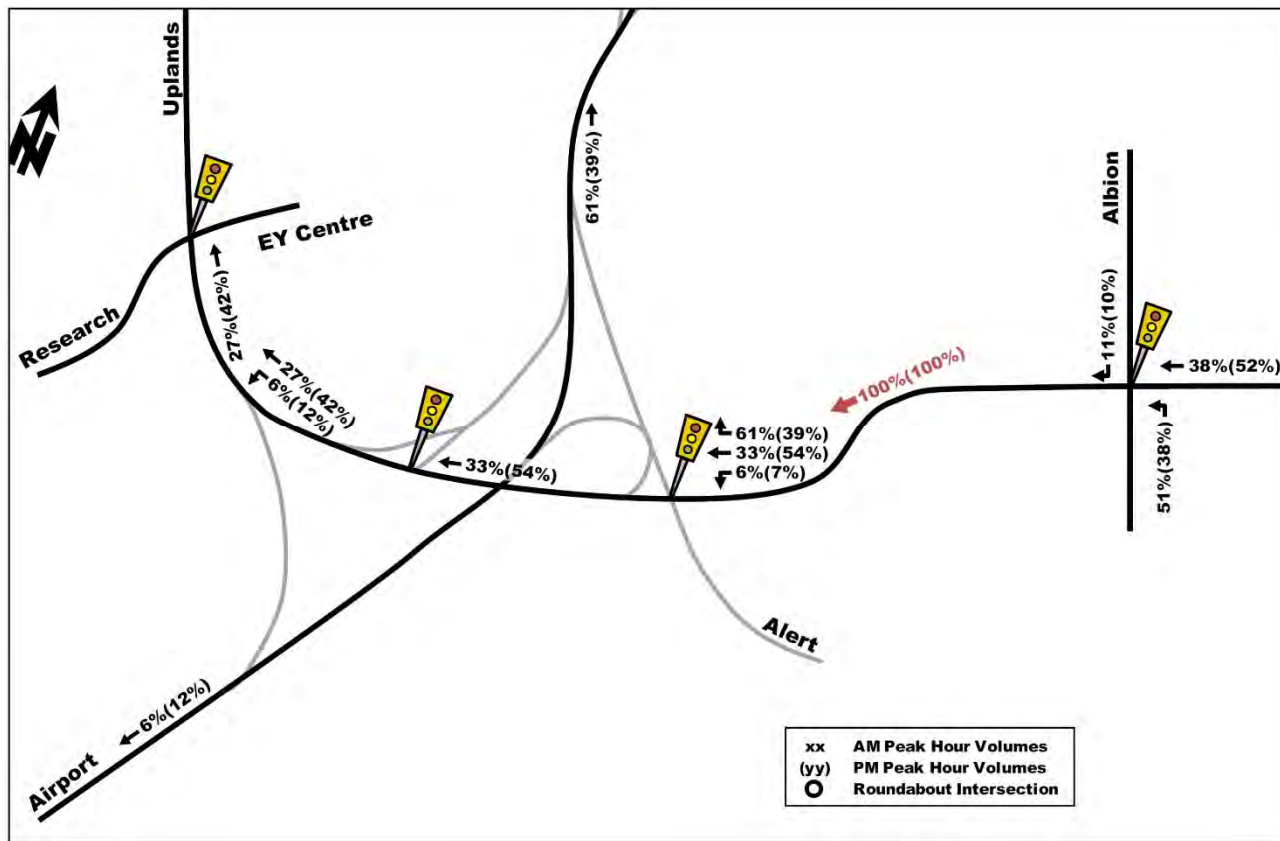 Uplands
EY Centre
Research
27%(42%)
27%(42%)
6%(12%)
33%(54%)
61%(39%)
61%(39%)
33%(54%)
6%(7%)
100%(100%)
Albion
11%(10%)
38%(52%)
51%(38%)
Alert
6%(12%)
Airport
xx AM Peak Hour Volumes
(yy) PM Peak Hour Volumes
Roundabout Intersection